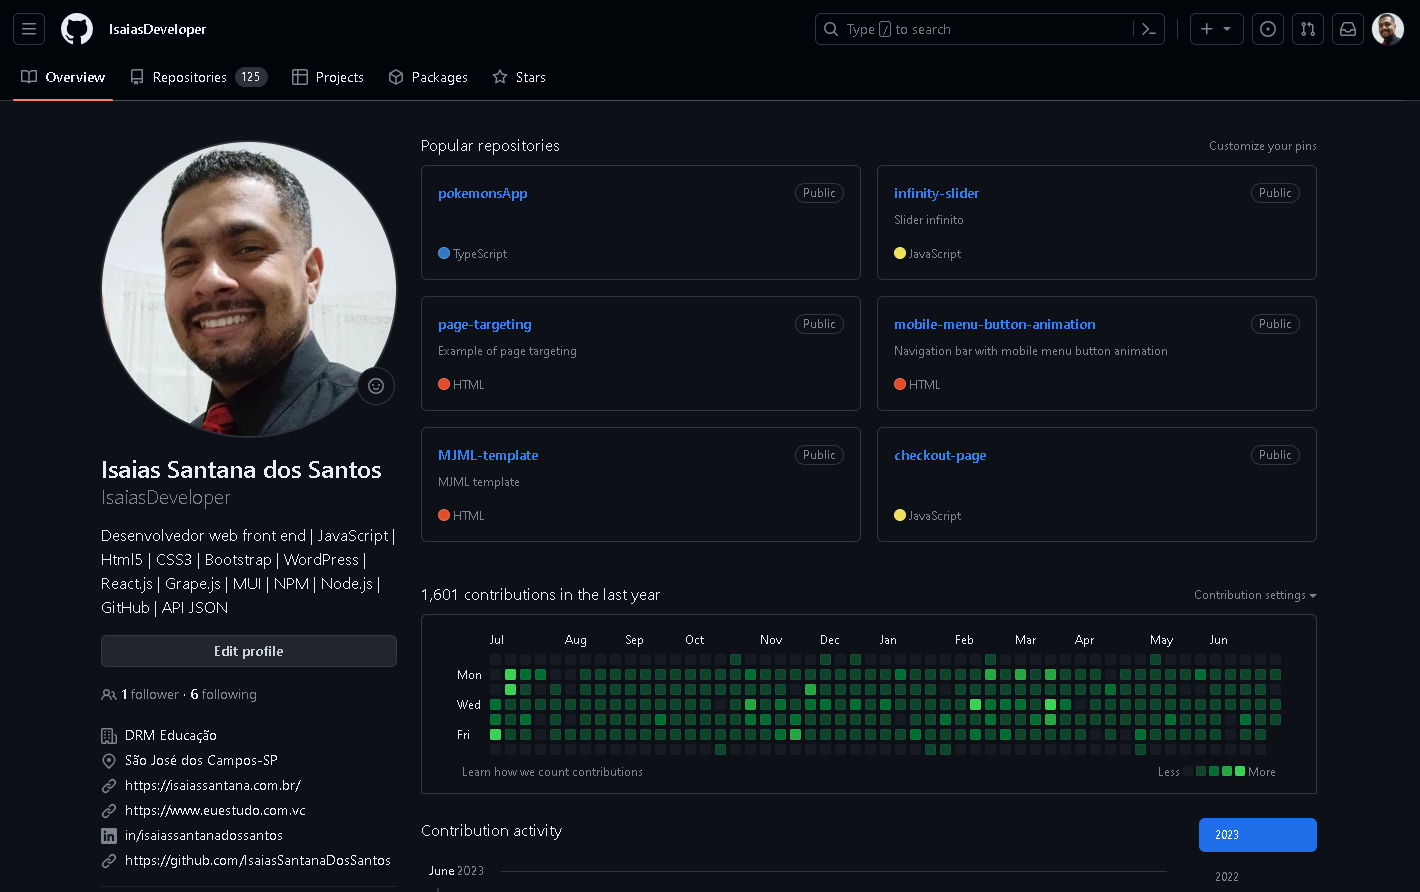 IsaiasDeveloper
Type / to search
Overview
Repositories 125
Projects
Packages
Stars
Isaias Santana dos Santos
IsaiasDeveloper
Desenvolvedor web front end | JavaScript |
Html5 | CSS3 | Bootstrap | WordPress |
React.js | Grape.js | MUI | NPM | Node.js |
GitHub | API JSON
Edit profile
1 follower · 6 following
DRM Educação
São José dos Campos-SP
https://isaiassantana.com.br/
https://www.euestudo.com.vc
in/isaiassantanadossantos
https://github.com/IsaiasSantanaDosSantos
Popular repositories
Customize your pins
pokemonsApp
Public
TypeScript
infinity-slider
Public
Slider infinito
JavaScript
page-targeting
Public
Example of page targeting
HTML
mobile-menu-button-animation
Public
Navigation bar with mobile menu button animation
HTML
MJML-template
Public
MJML template
HTML
checkout-page
Public
JavaScript
1,601 contributions in the last year
Contribution settings
Jul Aug Sep Oct Nov Dec Jan Feb Mar Apr May Jun
Mon
Wed
Fri
Learn how we count contributions
Less More
Contribution activity
2023
2022
June 2023